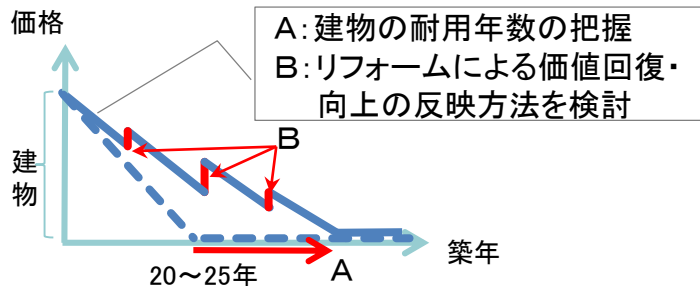 価格
A:建物の耐用年数の把握
B:リフォームによる価値回復・
向上の反映方法を検討
B
建物
築年
20～25年
A